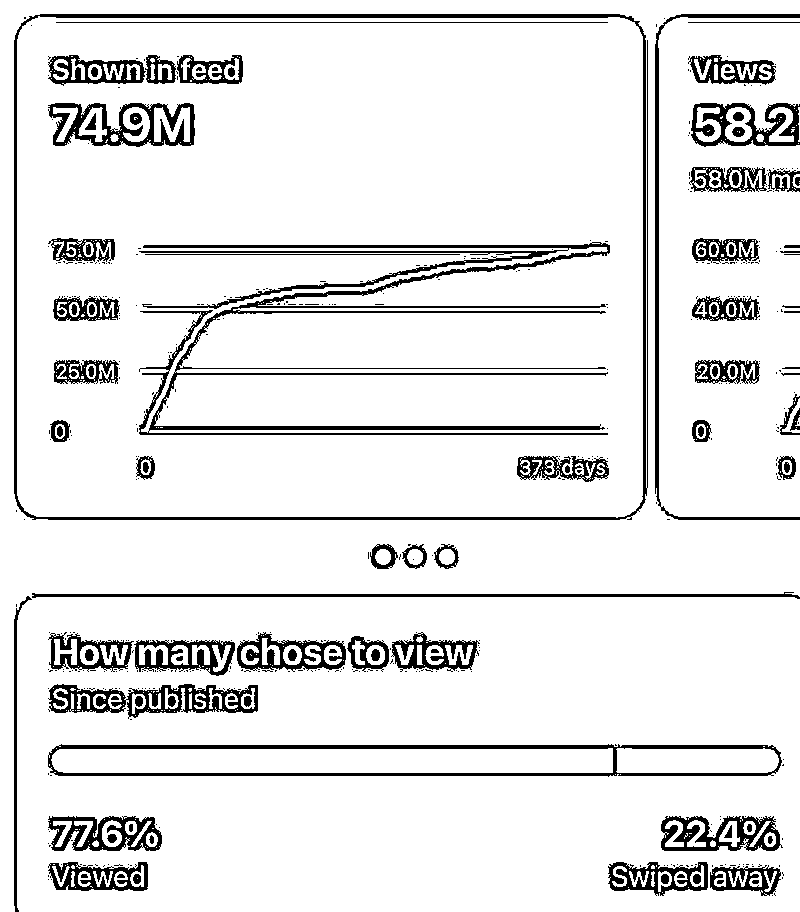 Shown in feed
74.9M
75.0M
50.0M
25.0M
0
0 373 days
Views
58.2
58.0M
60.0M
40.0M
20.0M
0
0
How many chose to view
Since published
77.6% 22.4%
Viewed Swiped away